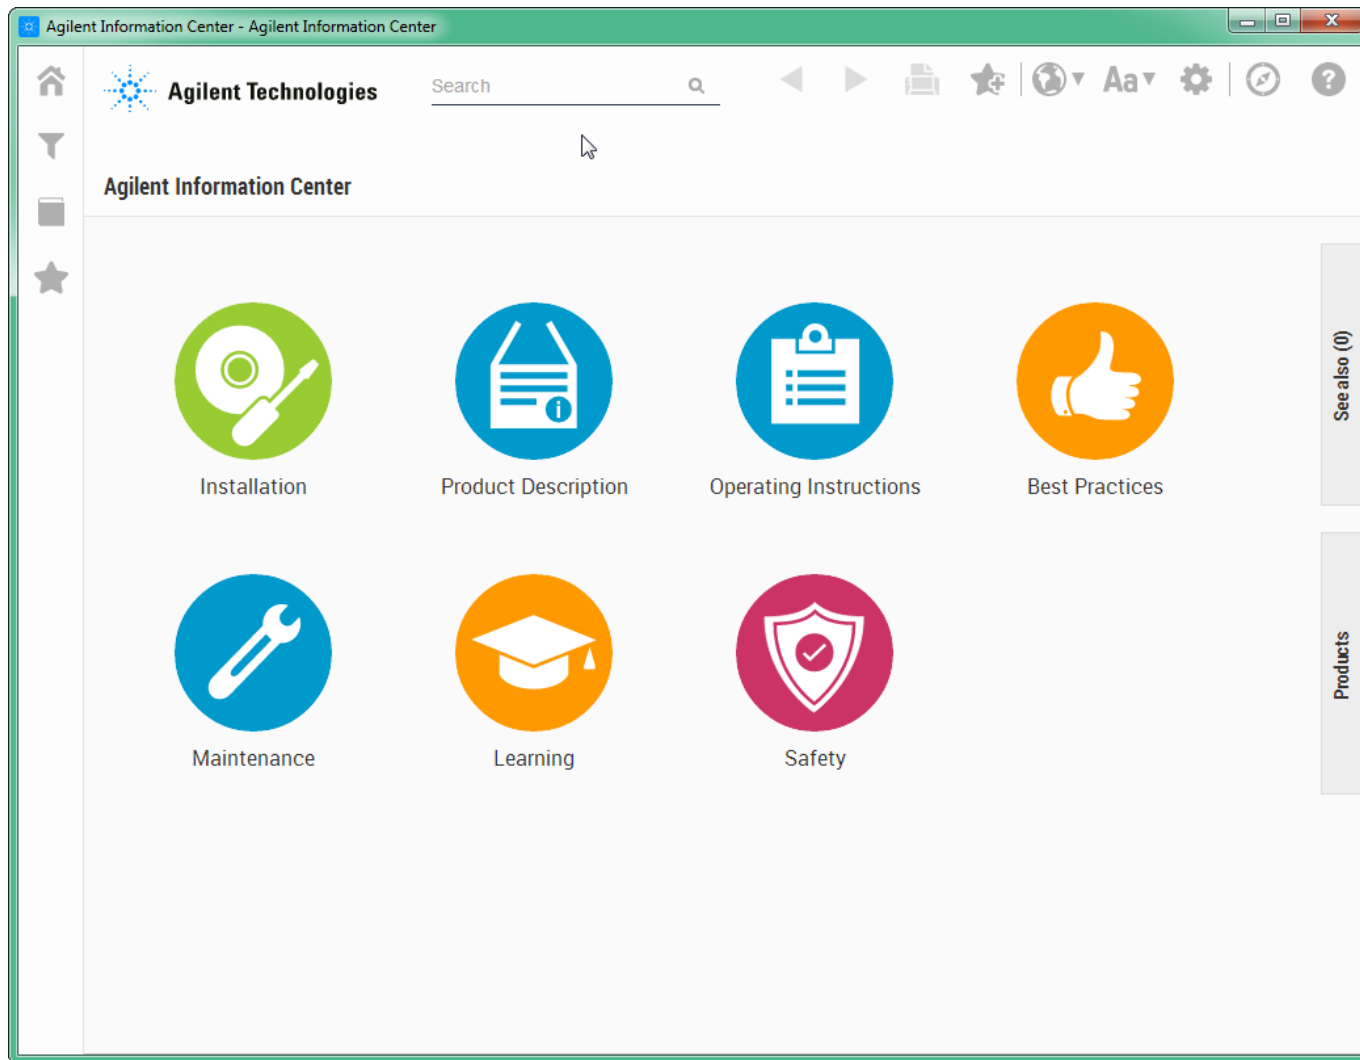 Agilent Information Center - Agilent Information Center
Agilent Technologies
Search
Aa
?
Agilent Information Center
i
Installation
Product Description
Operating Instructions
Best Practices
Maintenance
Learning
Safety
See also (0)
Products